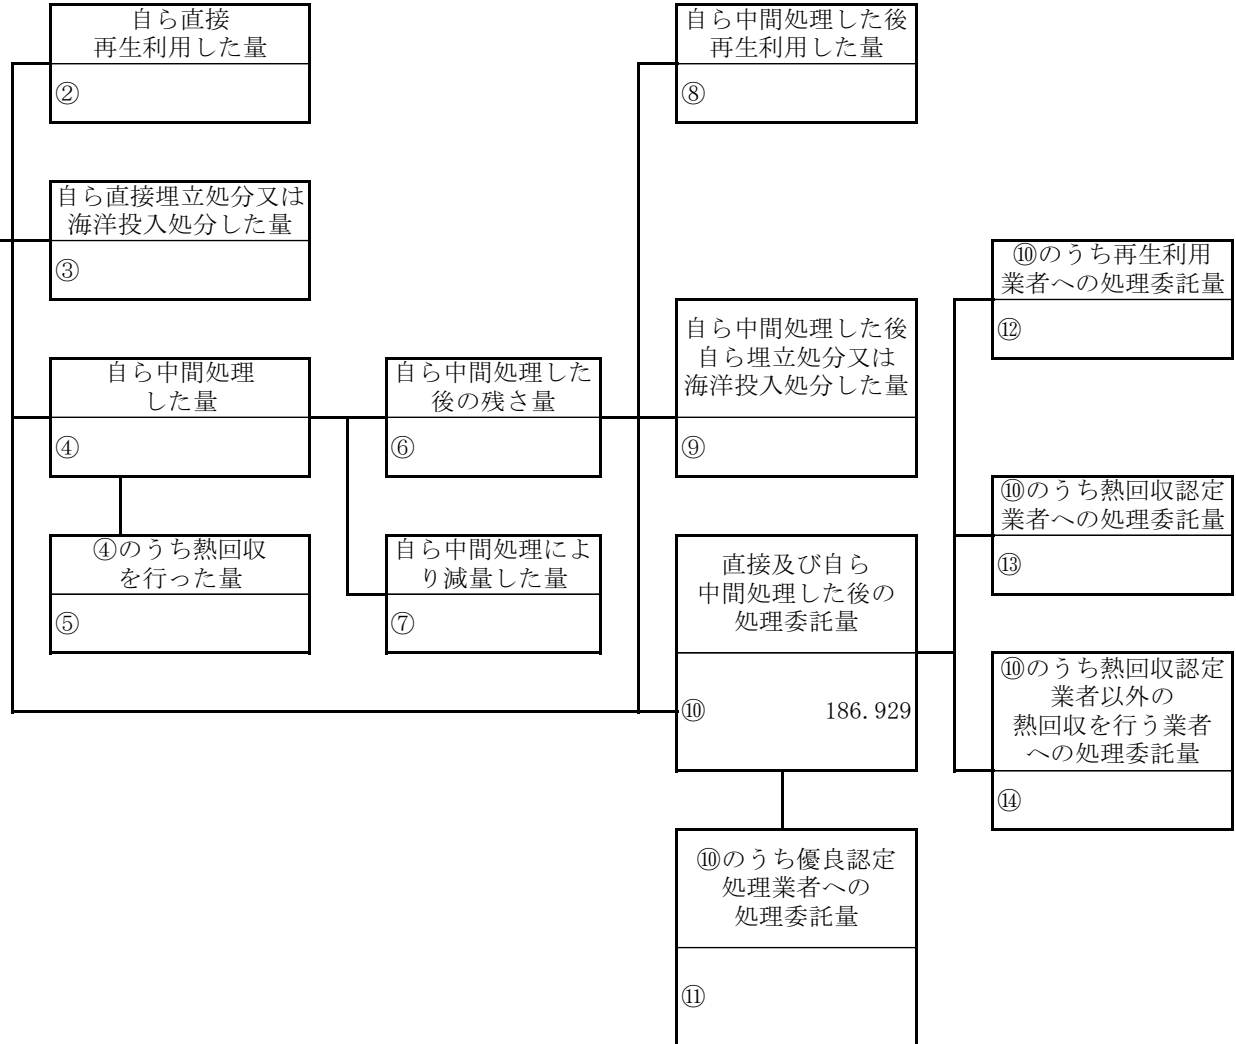 自ら直接
再生利用した量
②
自ら中間処理した後
再生利用した量
⑧
自ら直接埋立処分又は
海洋投入処分した量
③
⑩のうち再生利用
業者への処理委託量
⑫
自ら中間処理した後
自ら埋立処分又は
海洋投入処分した量
⑨
自ら中間処理
した量
④
自ら中間処理した
後の残さ量
⑥
⑩のうち熱回収認定
業者への処理委託量
⑬
④のうち熱回収
を行った量
⑤
自ら中間処理によ
り減量した量
⑦
直接及び自ら
中間処理した後の
処理委託量
⑩ 186.929
⑩のうち熱回収認定
業者以外の
熱回収を行う業者
への処理委託量
⑭
⑩のうち優良認定
処理業者への
処理委託量
⑪